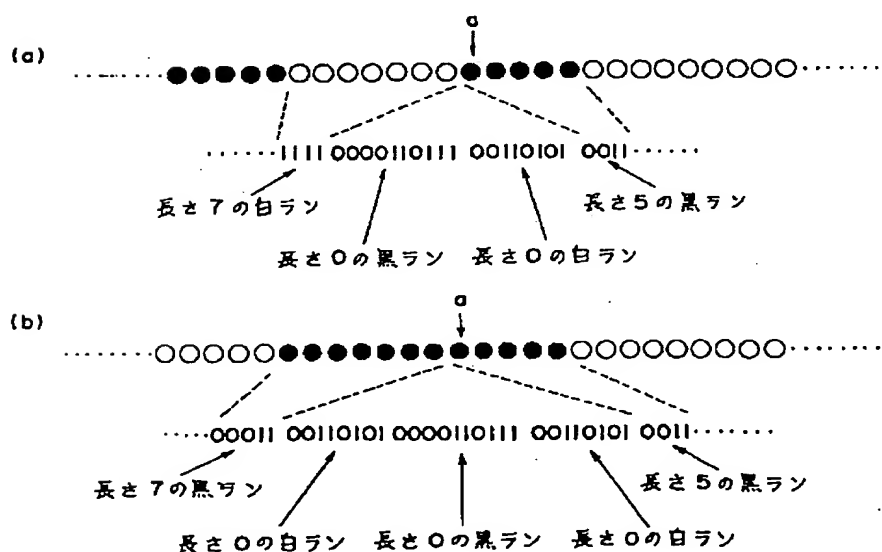 a
(a)
······1111 0000110111 00110101 0011······
長さ7の白ラン
長さ5の黒ラン
長さ0の黒ラン 長さ0の白ラン
a
(b)
·····00011 00110101 0000110111 00110101 0011·······
長さ7の黒ラン
長さ5の黒ラン
長さ0の白ラン 長さ0の黒ラン 長さ0の白ラン